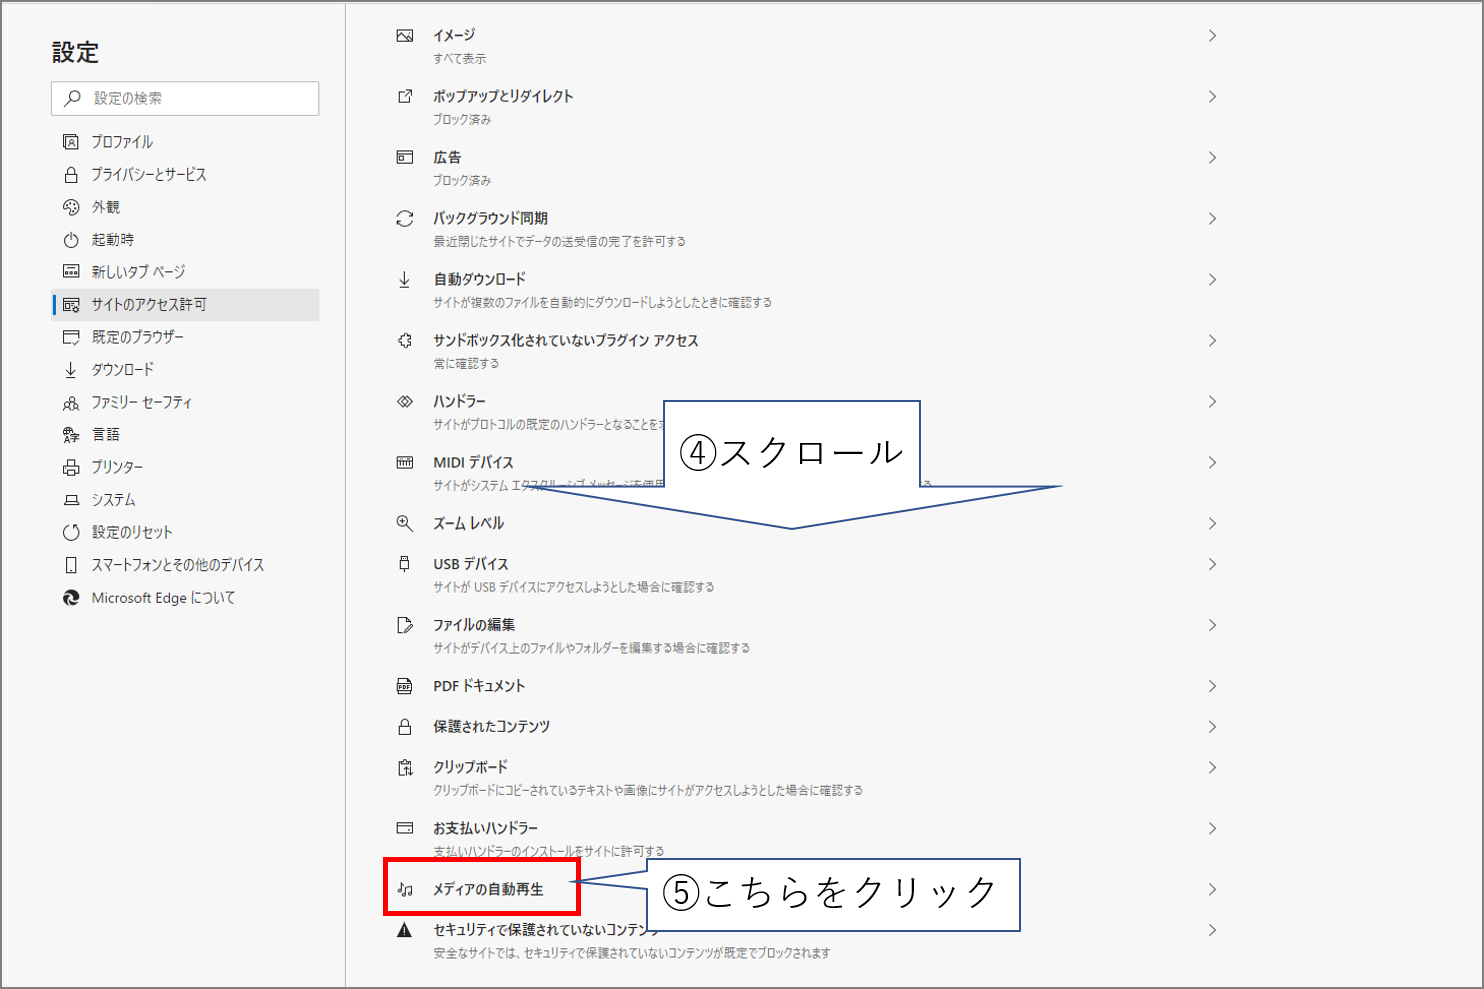 設定
設定の検索
プロファイル
プライバシーとサービス
外観
起動時
新しいタブ ページ
サイトのアクセス許可
既定のブラウザー
ダウンロード
ファミリー セーフティ
言語
プリンター
システム
設定のリセット
スマートフォンとその他のデバイス
Microsoft Edge について
イメージ
すべて表示
ポップアップとリダイレクト
ブロック済み
広告
ブロック済み
バックグラウンド同期
最近閉じたサイトでデータの送受信の完了を許可する
自動ダウンロード
サイトが複数のファイルを自動的にダウンロードしようとしたときに確認する
サンドボックス化されていないプラグイン アクセス
常に確認する
ハンドラー
サイトがプロトコルの既定のハンドラーとなることを
④スクロール
MIDI デバイス
サイトがシステム エクスクルーシブ メッセージを使用
ズーム レベル
USB デバイス
サイトが USB デバイスにアクセスしようとした場合に確認する
ファイルの編集
サイトがデバイス上のファイルやフォルダーを編集する場合に確認する
PDF ドキュメント
保護されたコンテンツ
クリップボード
クリップボードにコピーされているテキストや画像にサイトがアクセスしようとした場合に確認する
お支払いハンドラー
支払いハンドラーのインストールをサイトに許可する
メディアの自動再生
⑤こちらをクリック
セキュリティで保護されていないコンテンツ
安全なサイトでは、セキュリティで保護されていないコンテンツが既定でブロックされます